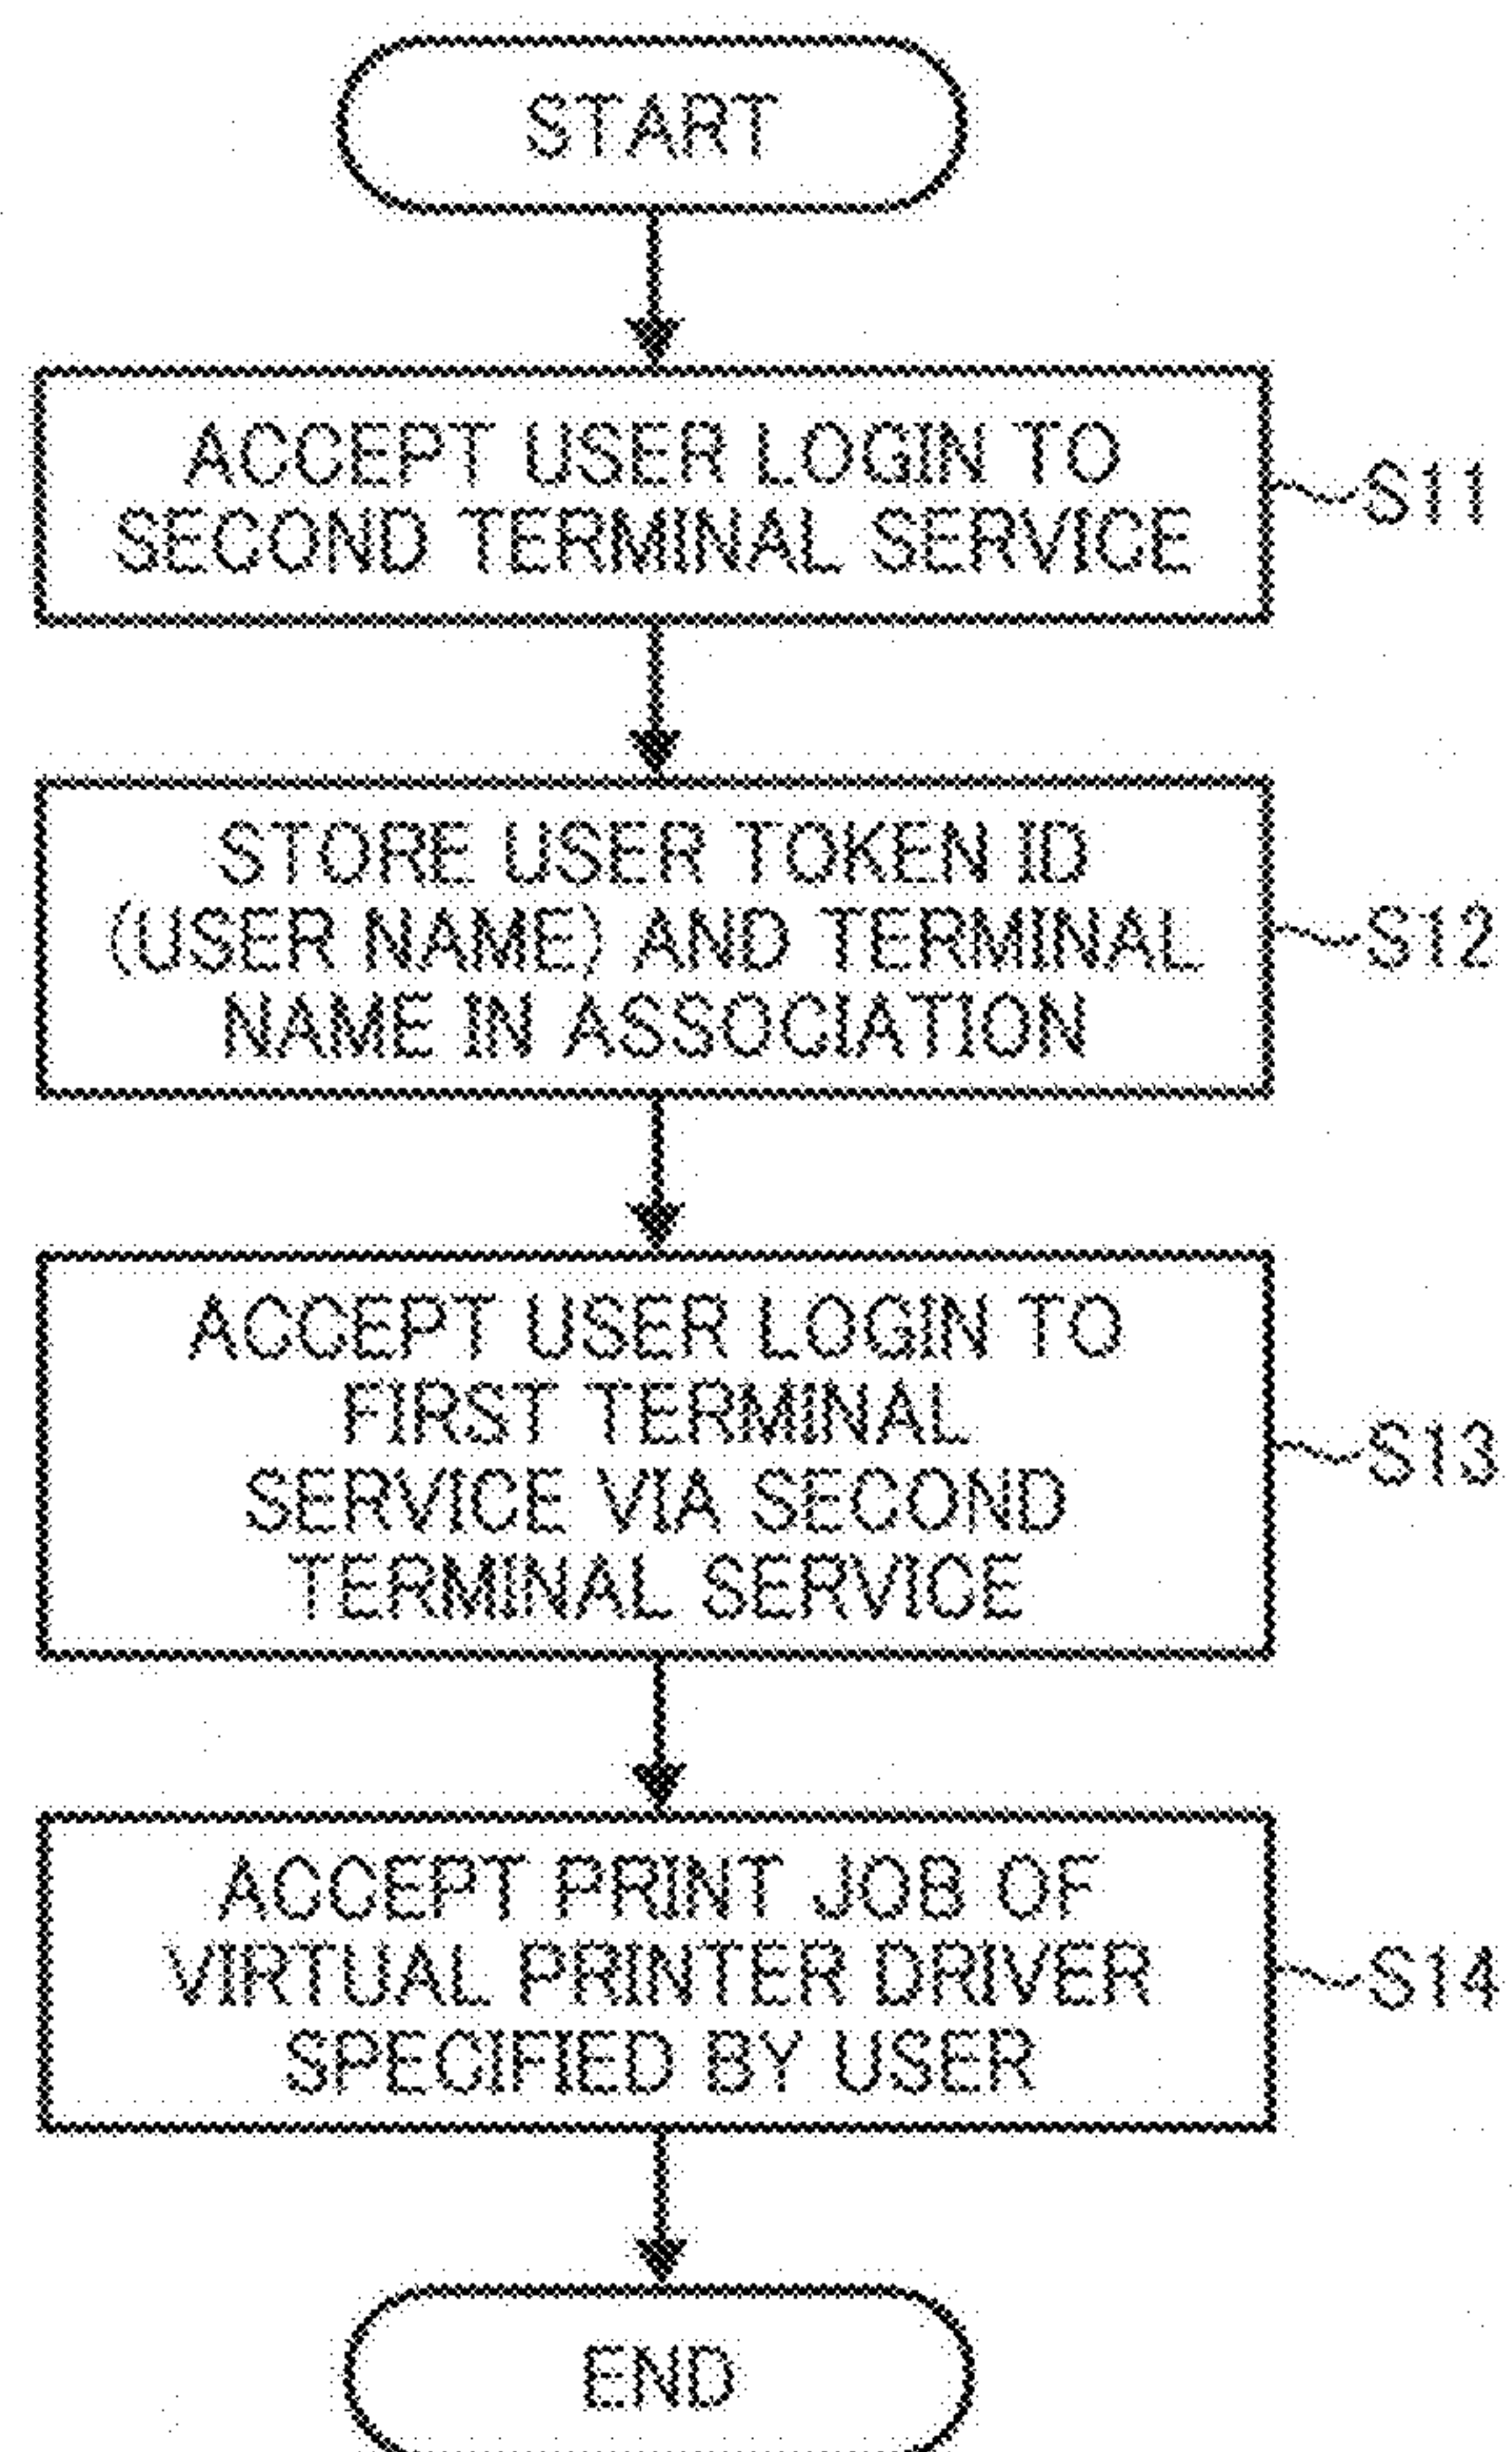 START
ACCEPT USER LOGIN TO
SECOND TERMINAL SERVICE
S11
STORE USER TOKEN ID
(USER NAME) AND TERMINAL
NAME IN ASSOCIATION
S12
ACCEPT USER LOGIN TO
FIRST TERMINAL
SERVICE VIA SECOND
TERMINAL SERVICE
S13
ACCEPT PRINT JOB OF
VIRTUAL PRINTER DRIVER
SPECIFIED BY USER
S14
END